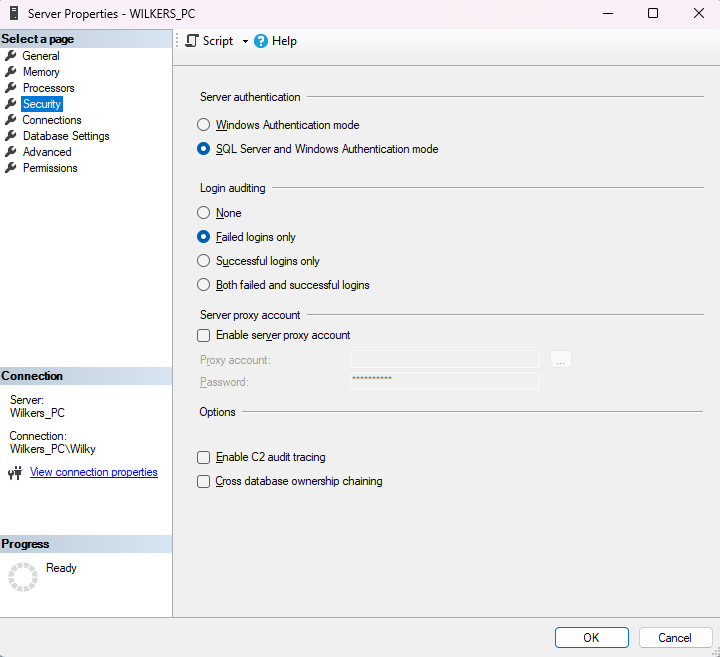 Server Properties - WILKERS_PC
Select a page
General
Memory
Processors
Security
Connections
Database Settings
Advanced
Permissions
Connection
Server:
Wilkers_PC
Connection:
Wilkers_PC\Wilky
View connection properties
Progress
Ready
Script
Help
Server authentication
Windows Authentication mode
SQL Server and Windows Authentication mode
Login auditing
None
Failed logins only
Successful logins only
Both failed and successful logins
Server proxy account
Enable server proxy account
Proxy account:
...
Password:
**********
Options
Enable C2 audit tracing
Cross database ownership chaining
OK
Cancel